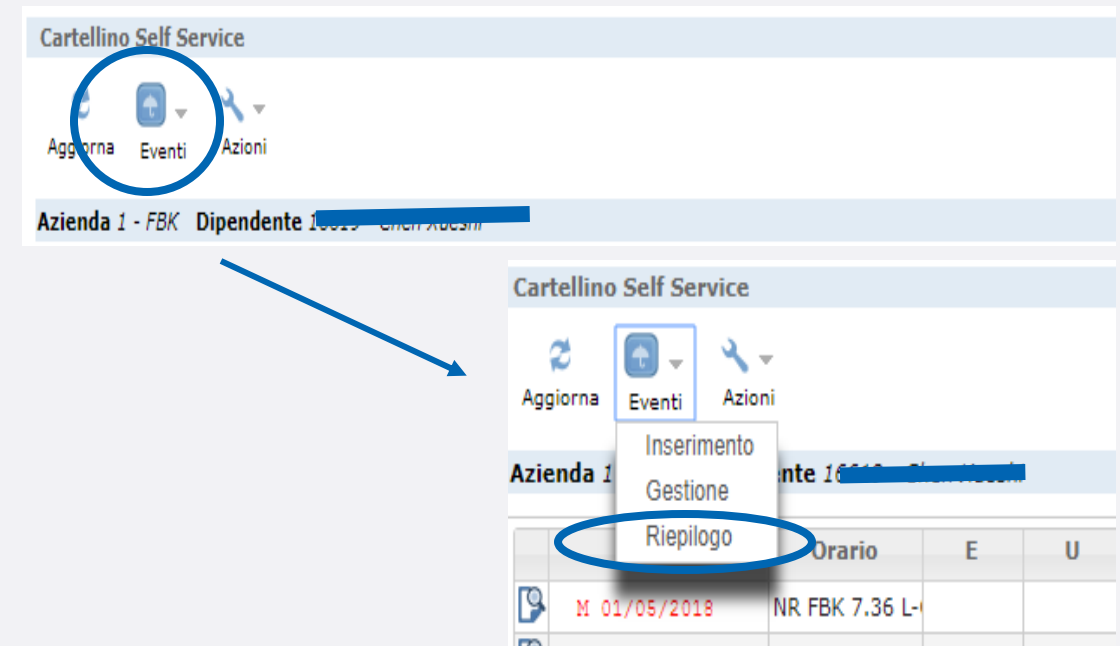 Cartellino Self Service
Aggiorna Eventi Azioni
Azienda 1 - FBK Dipendente
Cartellino Self Service
Aggiorna Eventi Azioni
Inserimento
Azienda 1
Gestione
Riepilogo
Orario E U
M 01/05/2018 NR FBK 7.36 L-